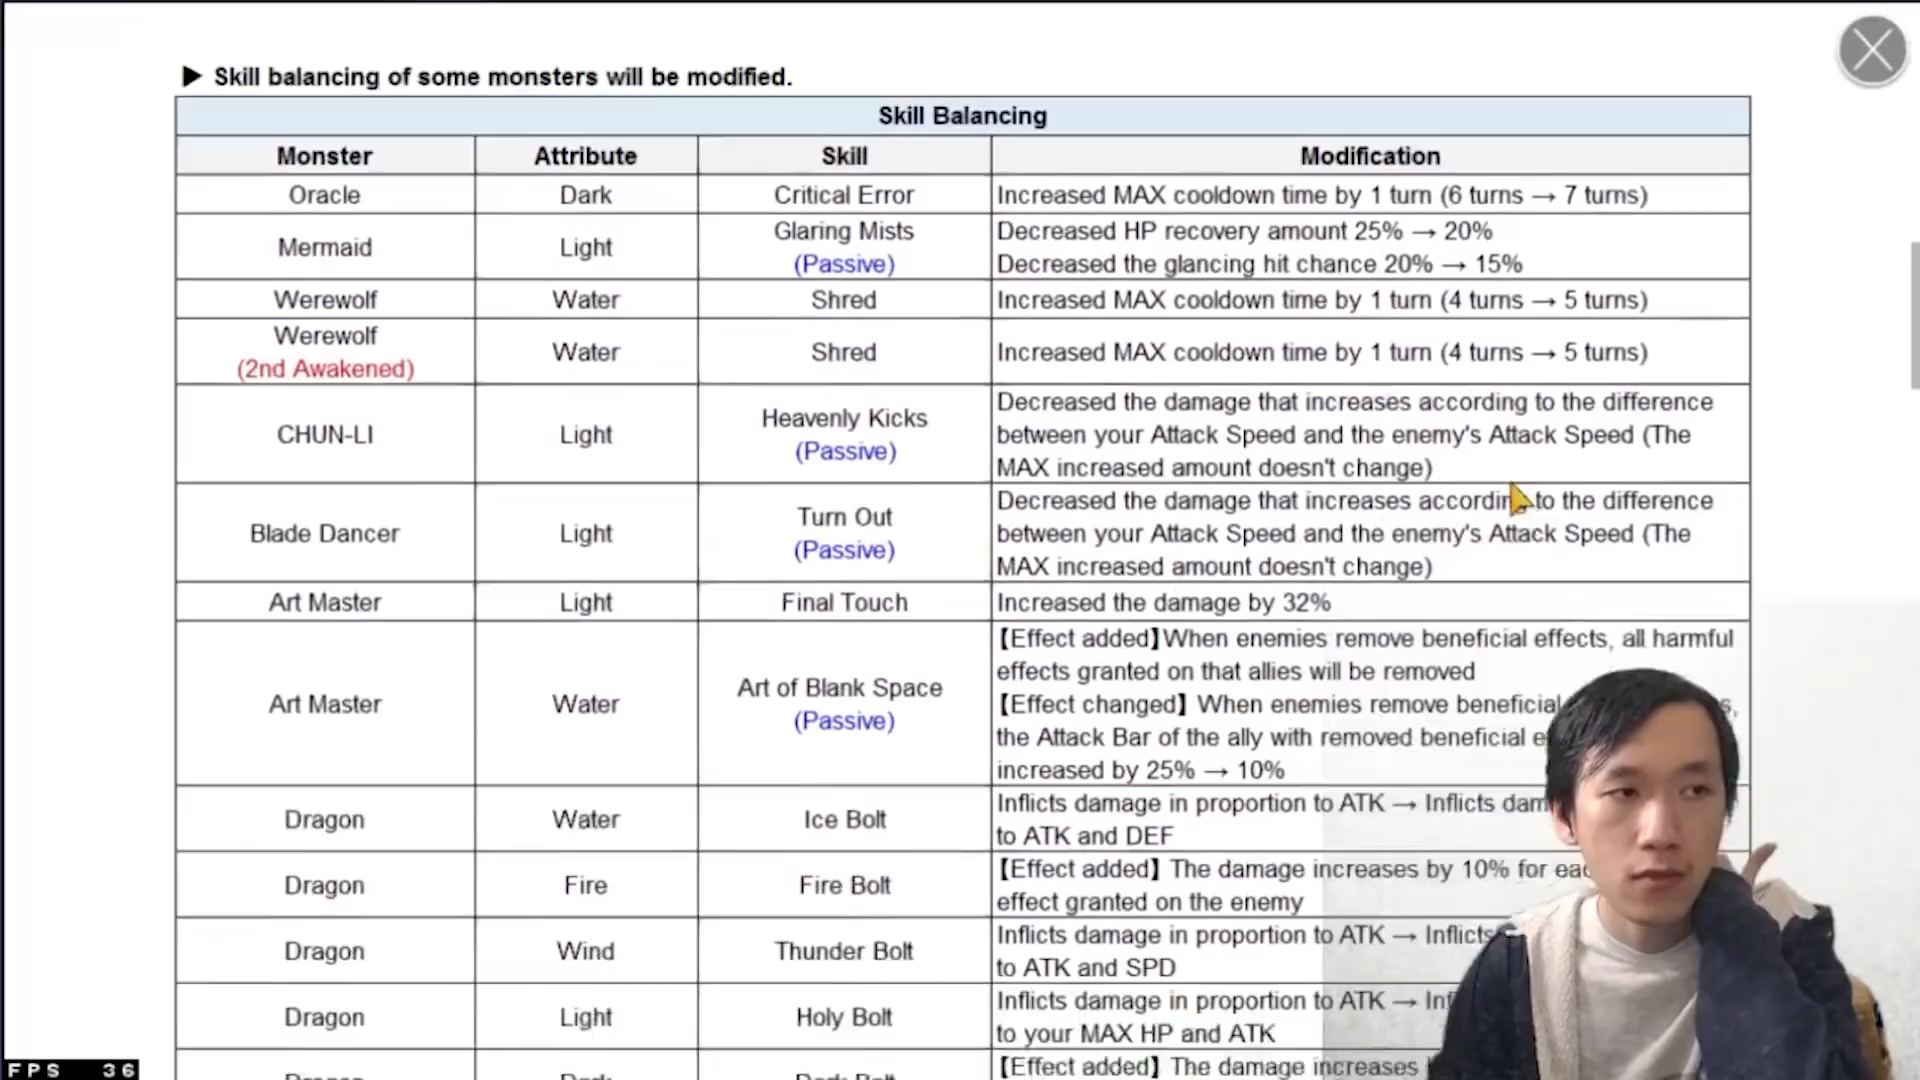 ▶ Skill balancing of some monsters will be modified.
Skill Balancing
Monster Attribute Skill Modification
Oracle Dark Critical Error Increased MAX cooldown time by 1 turn (6 turns → 7 turns)
Mermaid Light Glaring Mists (Passive) Decreased HP recovery amount 25% → 20%
Decreased the glancing hit chance 20% → 15%
Werewolf Water Shred Increased MAX cooldown time by 1 turn (4 turns → 5 turns)
Werewolf (2nd Awakened) Water Shred Increased MAX cooldown time by 1 turn (4 turns → 5 turns)
CHUN-LI Light Heavenly Kicks (Passive) Decreased the damage that increases according to the difference
between your Attack Speed and the enemy's Attack Speed (The
MAX increased amount doesn't change)
Blade Dancer Light Turn Out (Passive) Decreased the damage that increases according to the difference
between your Attack Speed and the enemy's Attack Speed (The
MAX increased amount doesn't change)
Art Master Light Final Touch Increased the damage by 32%
Art Master Water Art of Blank Space (Passive) 【Effect added】When enemies remove beneficial effects, all harmful
effects granted on that allies will be removed
【Effect changed】 When enemies remove beneficial
the Attack Bar of the ally with removed beneficial
increased by 25% → 10%
Dragon Water Ice Bolt Inflicts damage in proportion to ATK → Inflicts
to ATK and DEF
Dragon Fire Fire Bolt 【Effect added】 The damage increases by 10% for
effect granted on the enemy
Dragon Wind Thunder Bolt Inflicts damage in proportion to ATK → Inflicts
to ATK and SPD
Dragon Light Holy Bolt Inflicts damage in proportion to ATK →
to your MAX HP and ATK
【Effect added】 The damage increases
FPS 36